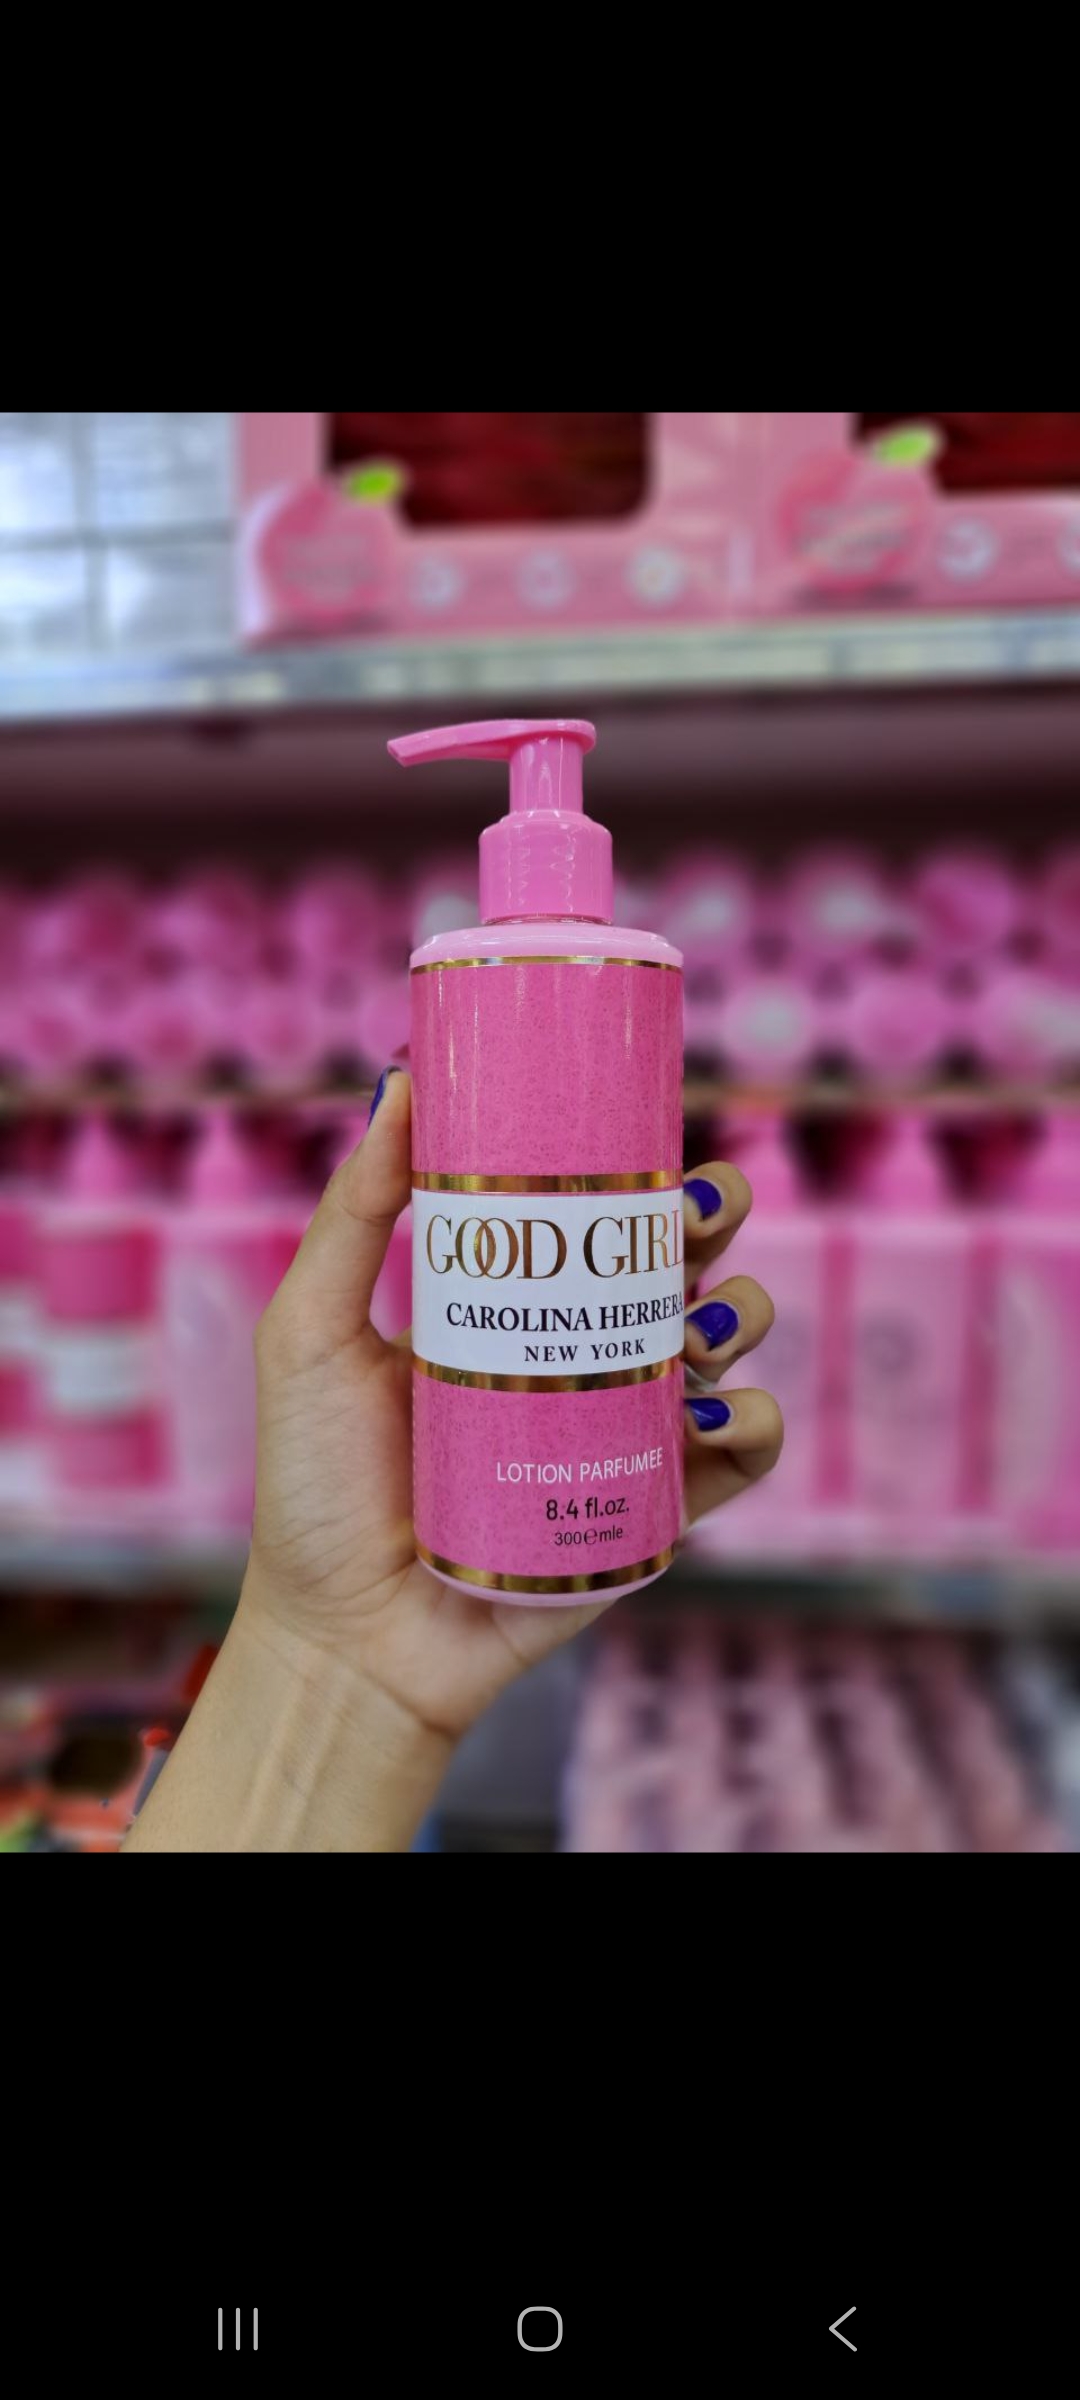 GOOD GIRL
CAROLINA HERRERA
NEW YORK
LOTION PARFUMEE
8.4 fl.oz.
300℮mle